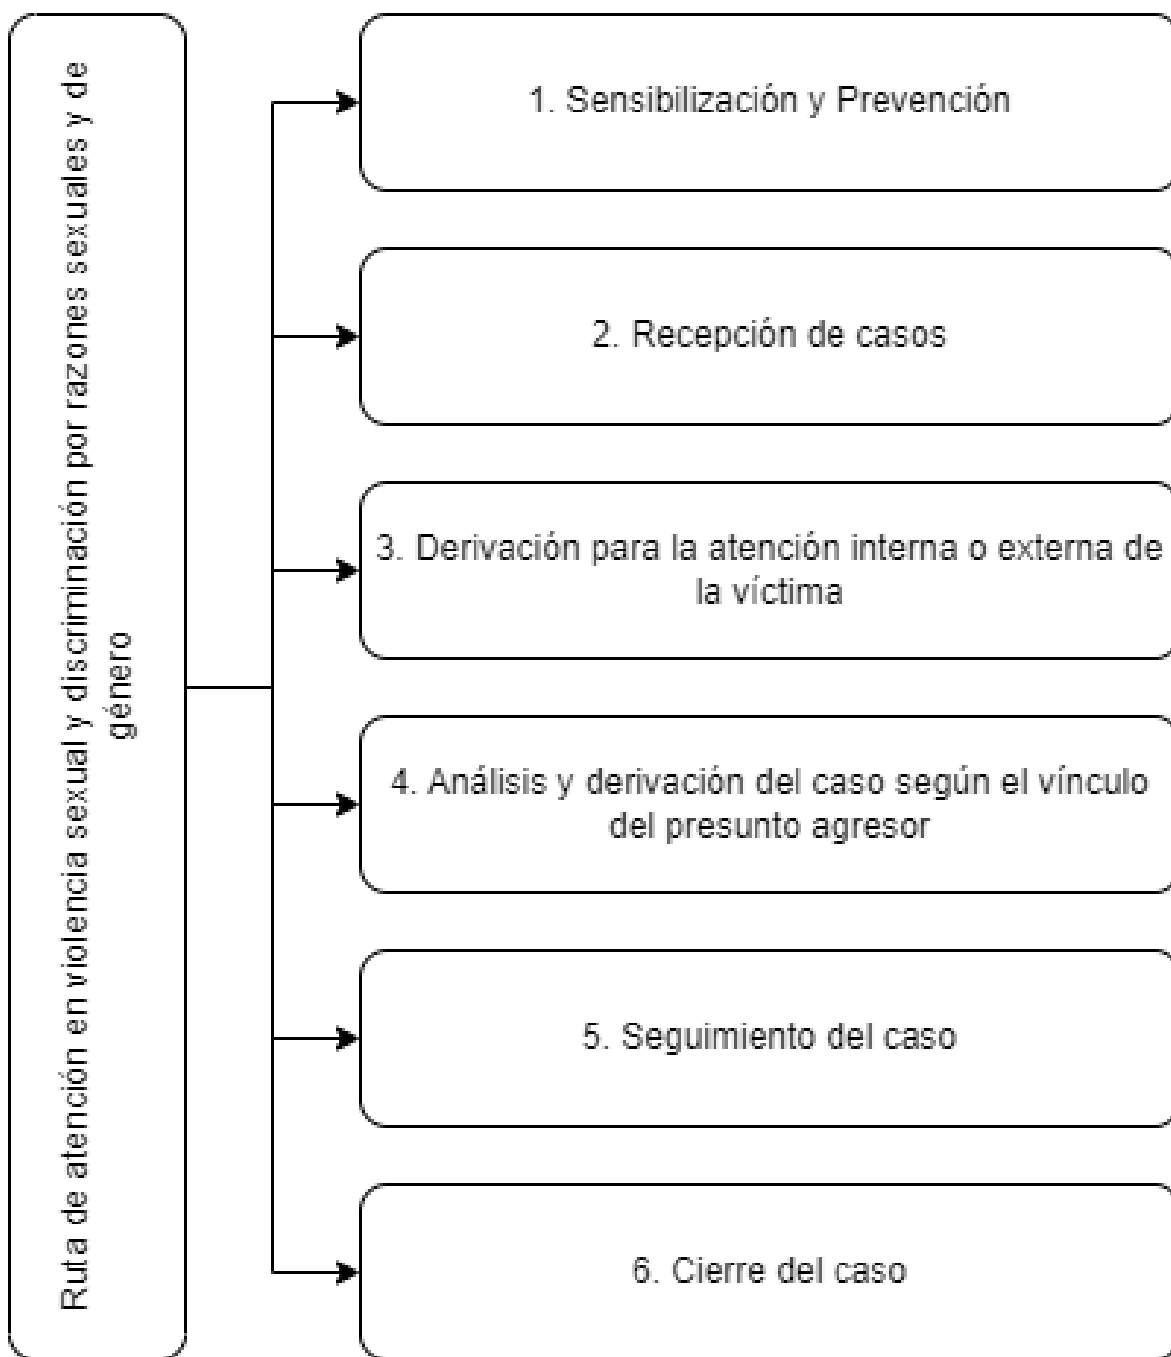 Ruta de atención en violencia sexual y discriminación por razones sexuales y de
género
1. Sensibilización y Prevención
2. Recepción de casos
3. Derivación para la atención interna o externa de
la víctima
4. Análisis y derivación del caso según el vínculo
del presunto agresor
5. Seguimiento del caso
6. Cierre del caso